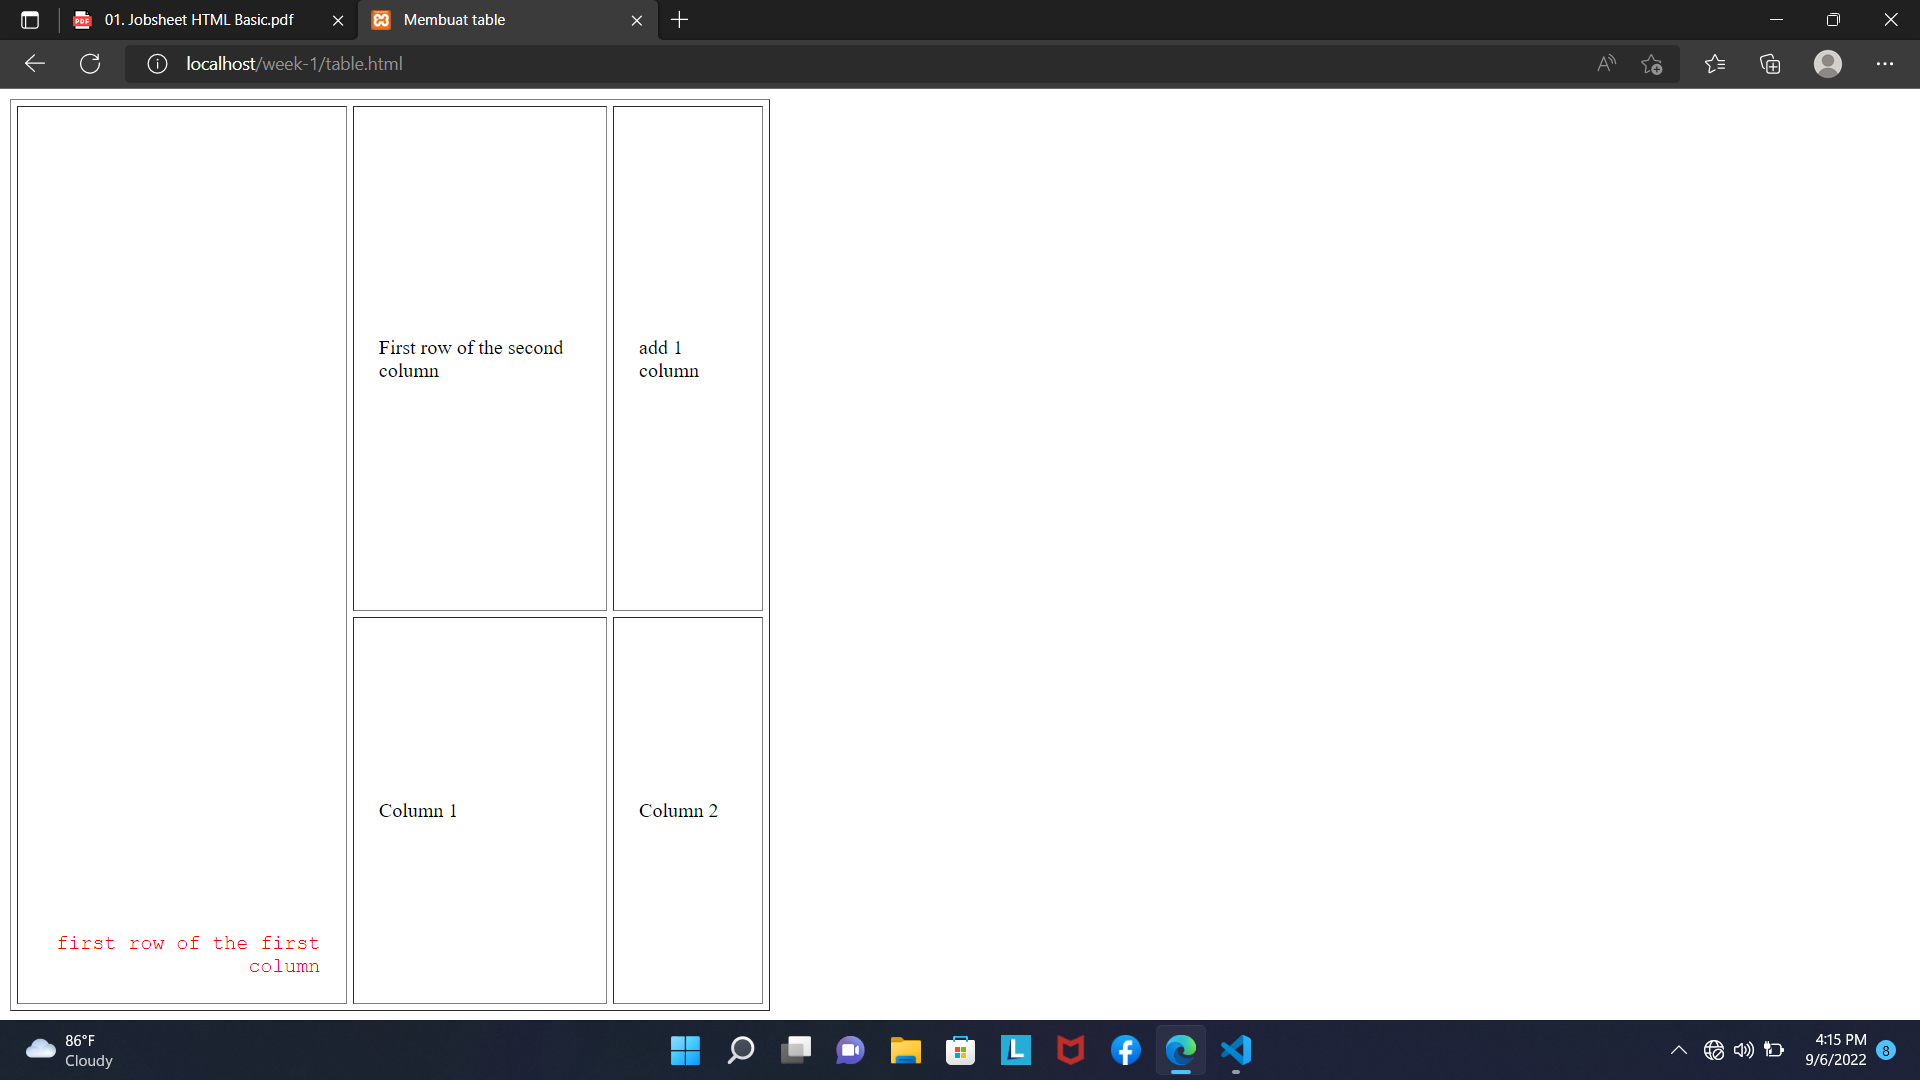 01. Jobsheet HTML Basic.pdf
Membuat table
localhost/week-1/table.html
First row of the second
column
add 1
column
Column 1
Column 2
first row of the first
column
86°F
Cloudy
4:15 PM
9/6/2022
8